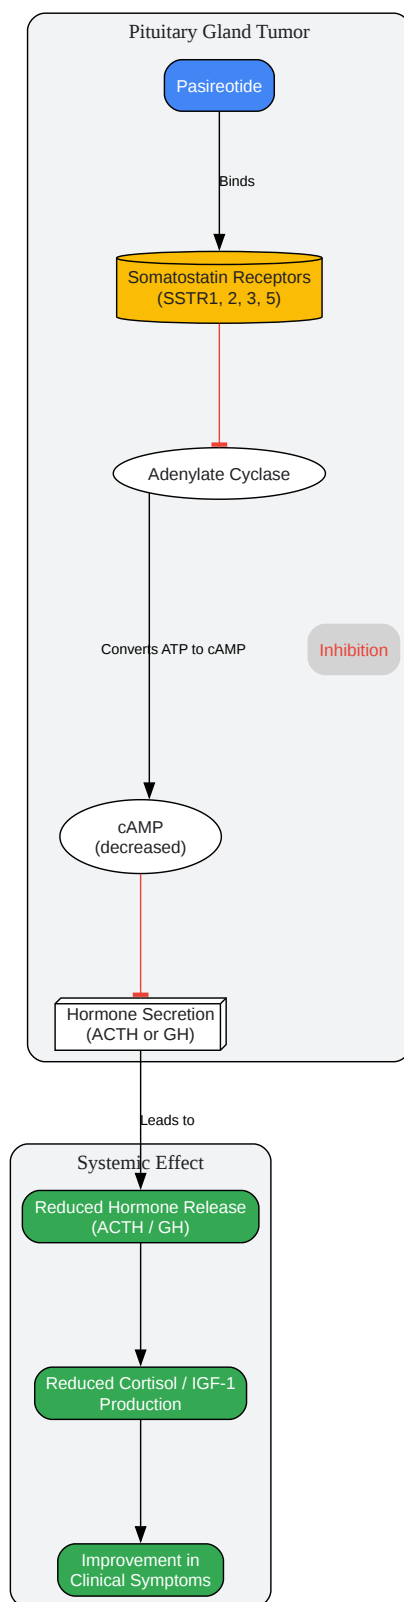 Pituitary Gland Tumor
Pasireotide
Binds
Somatostatin Receptors
(SSTR1, 2, 3, 5)
Adenylate Cyclase
Converts ATP to cAMP
Inhibition
cAMP
(decreased)
Hormone Secretion
(ACTH or GH)
Leads to
Systemic Effect
Reduced Hormone Release
(ACTH / GH)
Reduced Cortisol / IGF-1
Production
Improvement in
Clinical Symptoms